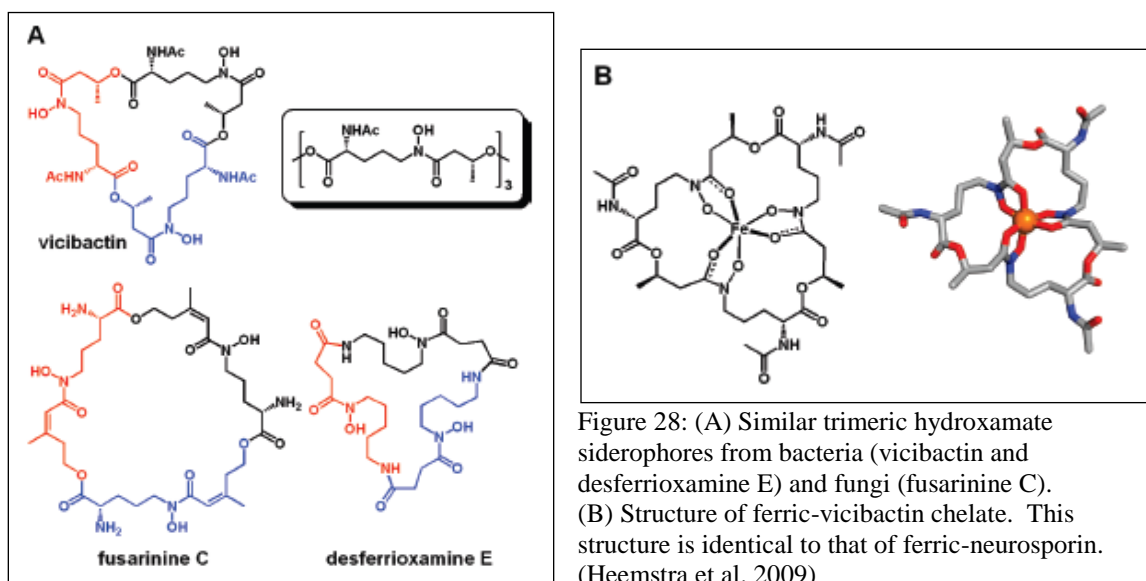 A
NHAc
OH
O
O
O
N
O
N
HO
O
O
O
AcHN
O
NHAc
O
N
O
OH
vicibactin
NHAc
OH
O
N
O
O
O
3
H2N
O
O
O
N
OH
HO
N
O
NH2
O
O
O
O
O
NH2
N
OH
O
fusarinine C
O
N
H
HO
N
O
O
HN
O
N
OH
N
OH
O
NH
O
desferrioxamine E
B
O
O
H
N
O
O
HN
O
N
O
O
N
O
Fe
O
O
O
O
N
O
O
O
NH
Figure 28: (A) Similar trimeric hydroxamate
siderophores from bacteria (vicibactin and
desferrioxamine E) and fungi (fusarinine C).
(B) Structure of ferric-vicibactin chelate. This
structure is identical to that of ferric-neurosporin.
(Heemstra et al. 2009)